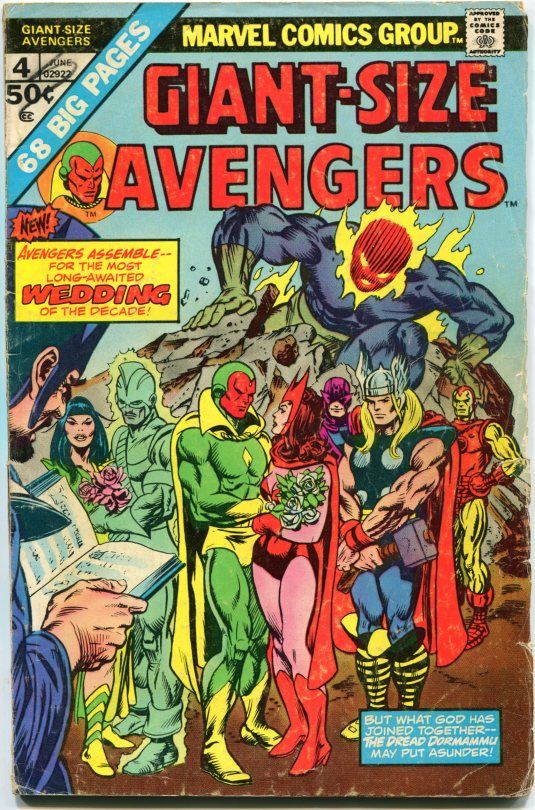 GIANT-SIZE
AVENGERS
4
JUNE
02922
50¢
CC
68 BIG PAGES
MARVEL COMICS GROUP™
APPROVED
BY THE
COMICS
CODE
AUTHORITY
GIANT-SIZE
AVENGERS™
TM
NEW!
AVENGERS ASSEMBLE--
FOR THE MOST
LONG-AWAITED
WEDDING
OF THE DECADE!
BUT WHAT GOD HAS
JOINED TOGETHER--
THE DREAD DORMAMMU
MAY PUT ASUNDER!